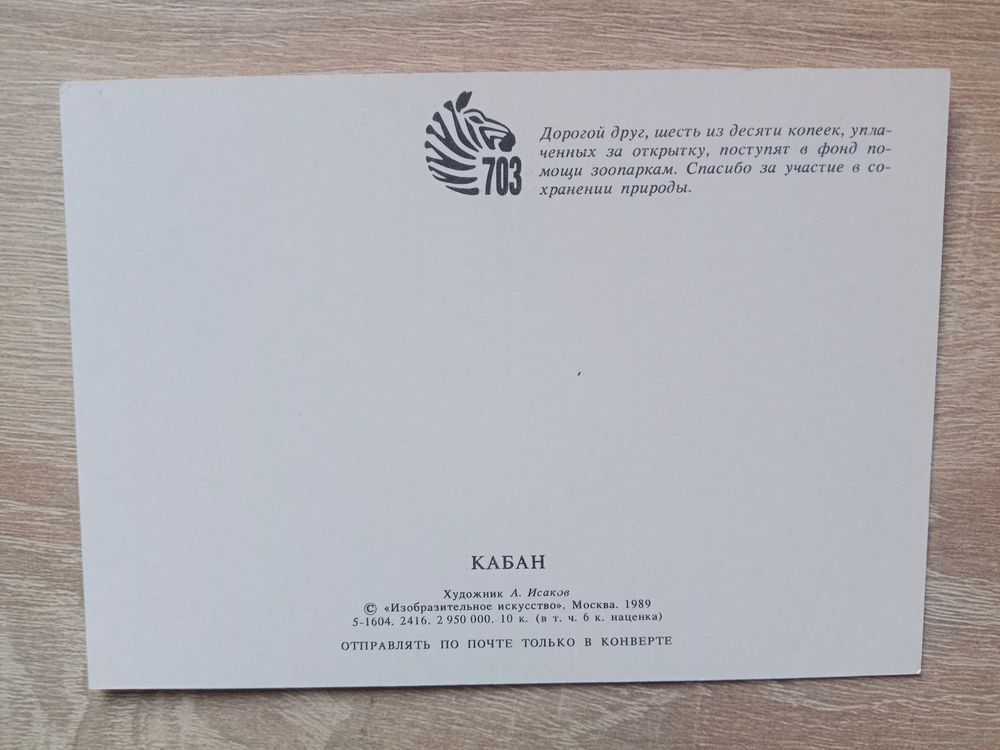 703
Дорогой друг, шесть из десяти копеек, упла-
ченных за открытку, поступят в фонд по-
мощи зоопаркам. Спасибо за участие в со-
хранении природы.
КАБАН
Художник А. Исаков
© «Изобразительное искусство». Москва. 1989
5-1604. 2416. 2 950 000. 10 к. (в т. ч. 6 к. наценка)
ОТПРАВЛЯТЬ ПО ПОЧТЕ ТОЛЬКО В КОНВЕРТЕ